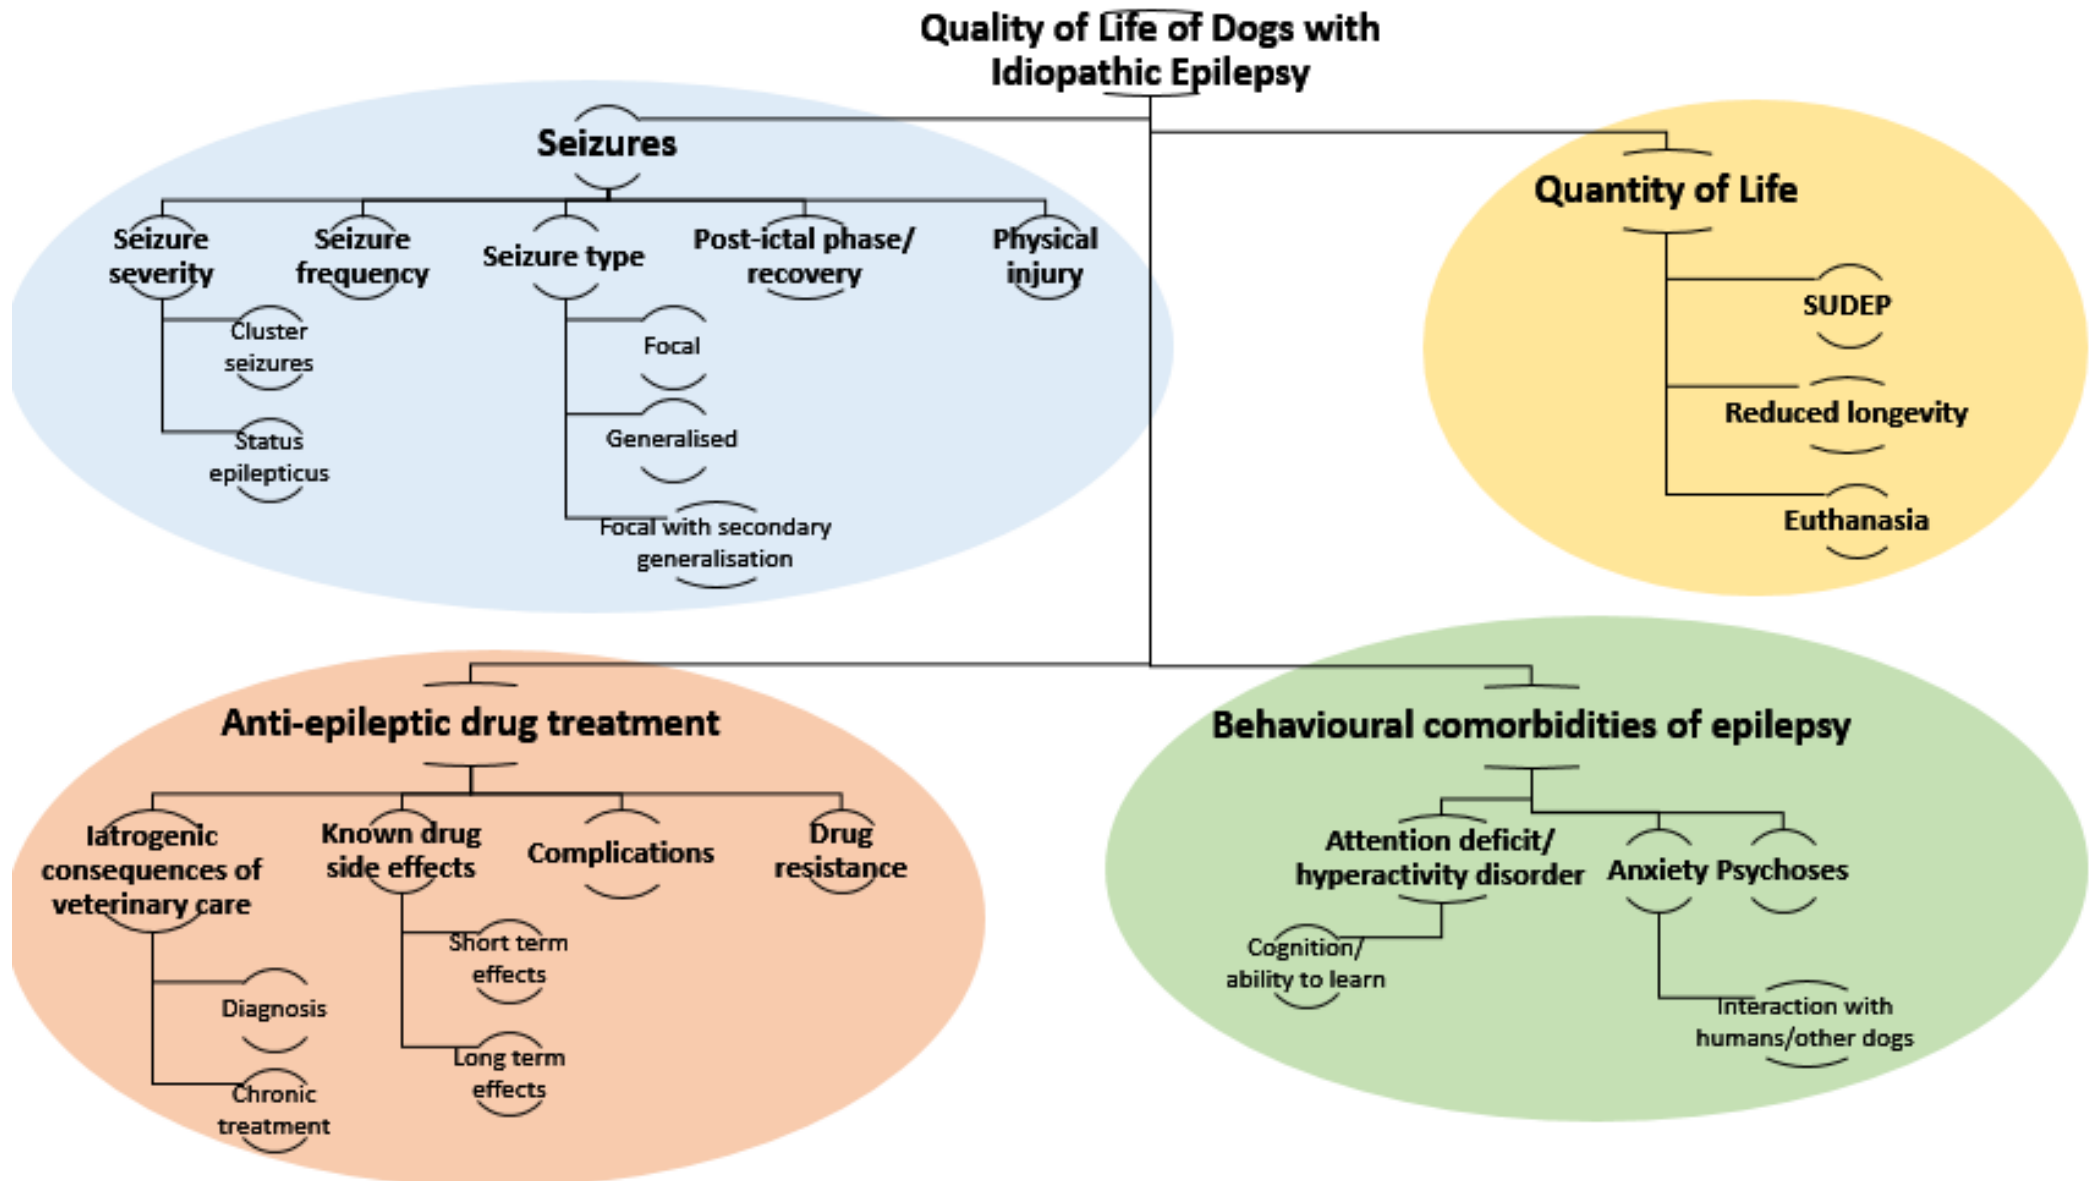 Quality of Life of Dogs with
Idiopathic Epilepsy
Seizures
Seizure
severity
Cluster
seizures
Status
epilepticus
Seizure
frequency
Seizure type
Focal
Generalised
Focal with secondary
generalisation
Post-ictal phase/
recovery
Physical
injury
Quantity of Life
SUDEP
Reduced longevity
Euthanasia
Anti-epileptic drug treatment
Iatrogenic
consequences of
veterinary care
Diagnosis
Chronic
treatment
Known drug
side effects
Short term
effects
Long term
effects
Complications
Drug
resistance
Behavioural comorbidities of epilepsy
Attention deficit/
hyperactivity disorder
Cognition/
ability to learn
Anxiety
Interaction with
humans/other dogs
Psychoses